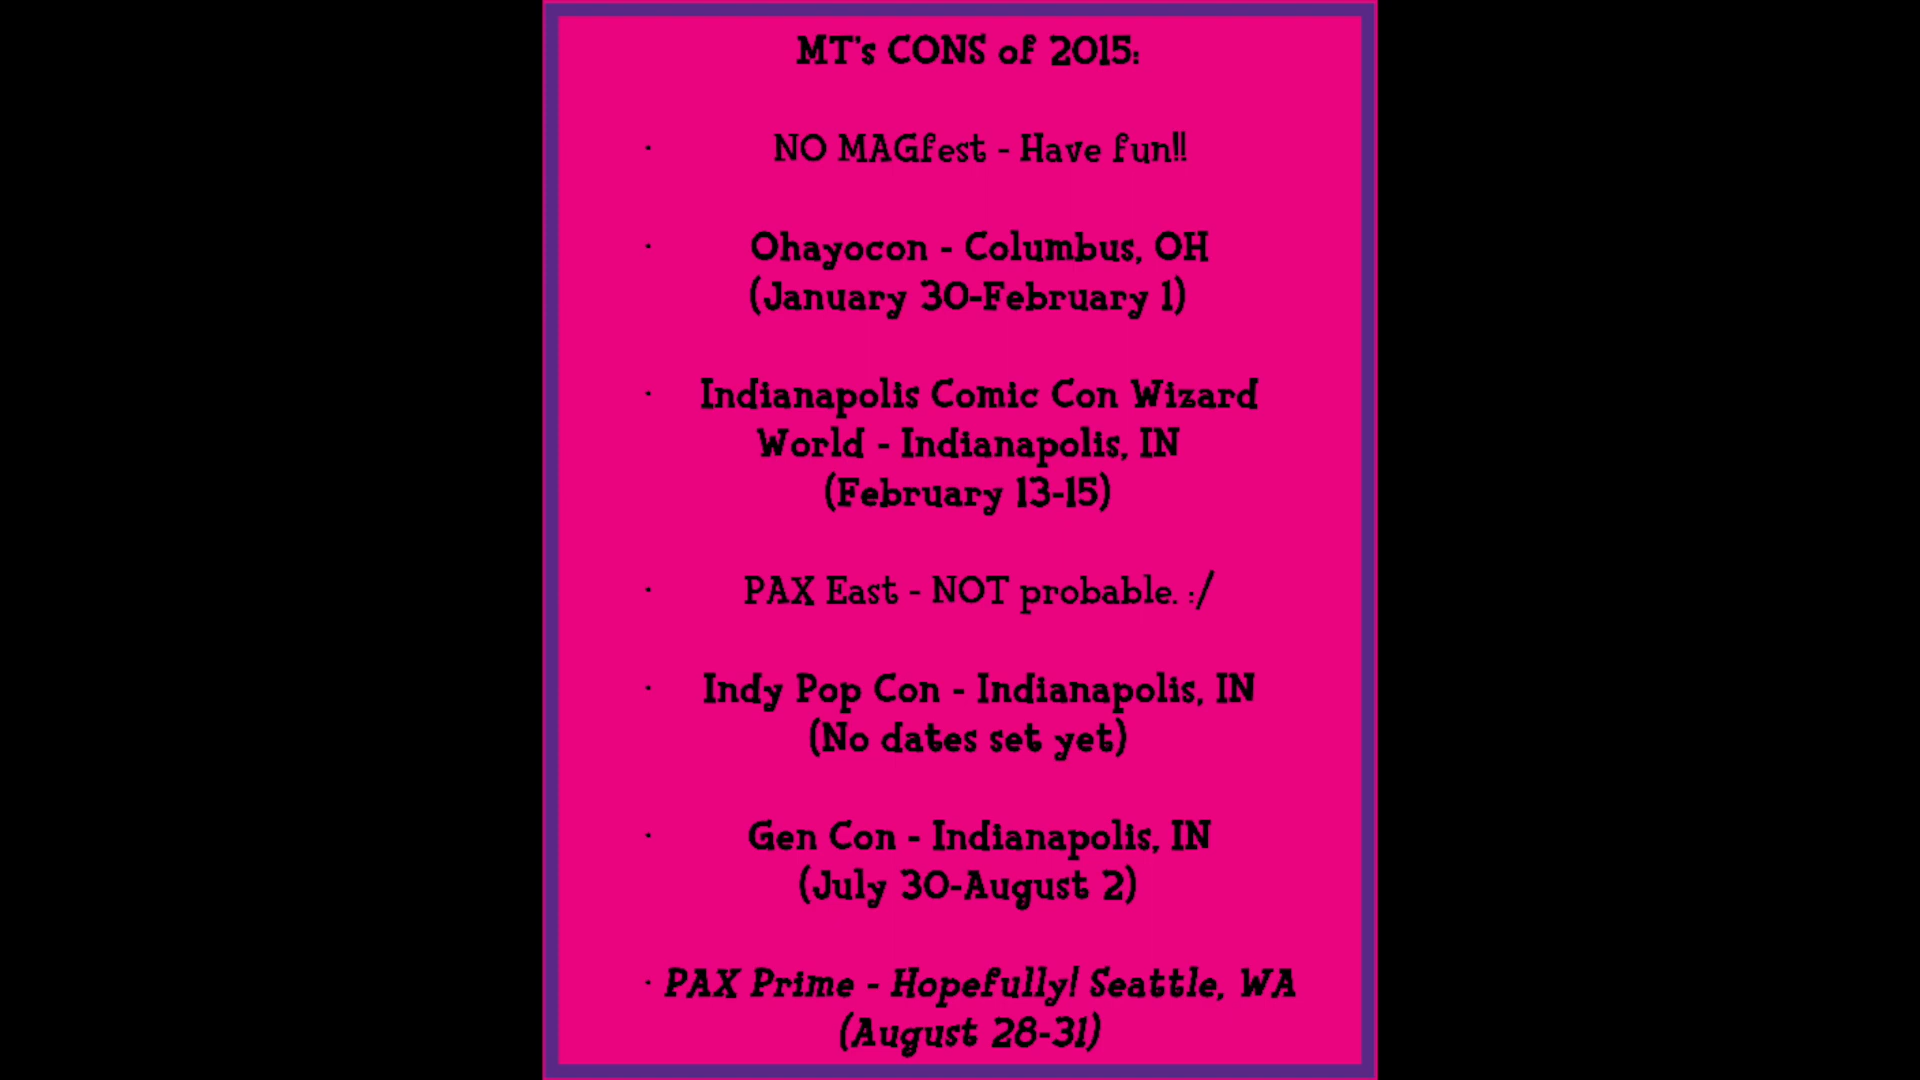 MT's CONS of 2015:
· NO MAGfest - Have fun!!
· Ohayocon - Columbus, OH
(January 30-February 1)
· Indianapolis Comic Con Wizard
World - Indianapolis, IN
(February 13-15)
· PAX East - NOT probable. :/
· Indy Pop Con - Indianapolis, IN
(No dates set yet)
· Gen Con - Indianapolis, IN
(July 30-August 2)
· PAX Prime - Hopefully! Seattle, WA
(August 28-31)